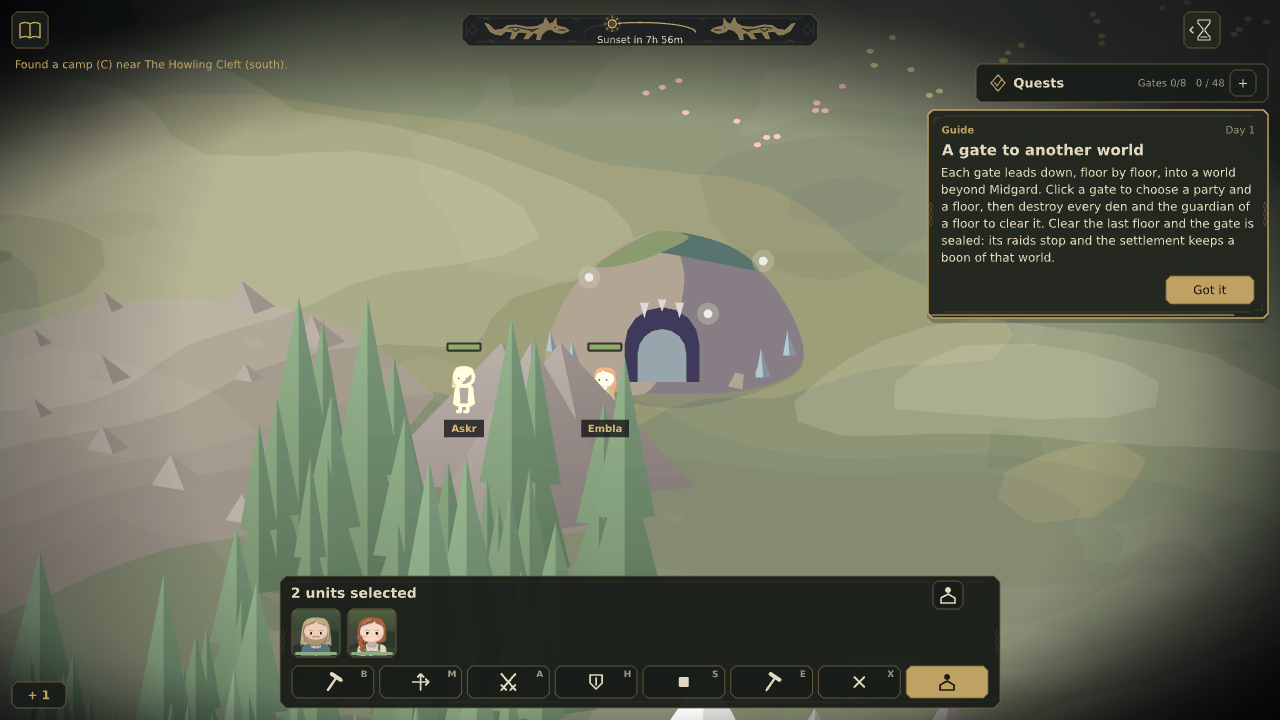 Sunset in 7h 56m
Found a camp (C) near The Howling Cleft (south).
Quests
Gates 0/8 0 / 48 +
Guide
Day 1
A gate to another world
Each gate leads down, floor by floor, into a world
beyond Midgard. Click a gate to choose a party and
a floor, then destroy every den and the guardian of
a floor to clear it. Clear the last floor and the gate is
sealed: its raids stop and the settlement keeps a
boon of that world.
Got it
Askr
Embla
2 units selected
B M A H S E X
+ 1